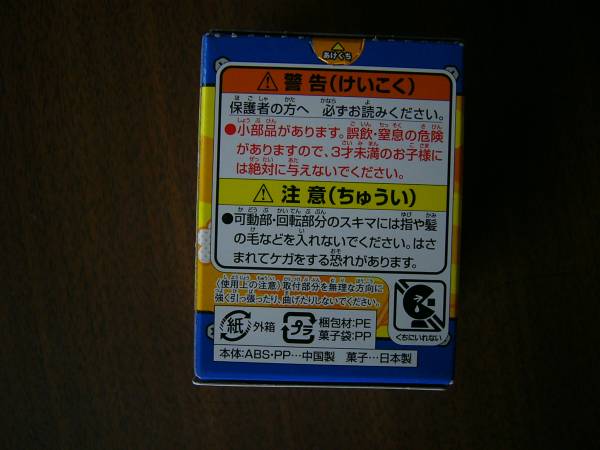 あけくち
警告(けいこく)
保護者の方へ 必ずお読みください。
●小部品があります。誤飲・窒息の危険
がありますので、3才未満のお子様に
は絶対に与えないでください。
注意(ちゅうい)
●可動部・回転部分のスキマには指や髪
の毛などを入れないでください。はさ
まれてケガをする恐れがあります。
〈使用上の注意〉取付部分を無理な方向に
強く引っ張ったり、曲げたりしないでください。
紙 外箱 プラ 梱包材:PE
菓子袋:PP
くちにいれない
本体:ABS・PP…中国製 菓子…日本製